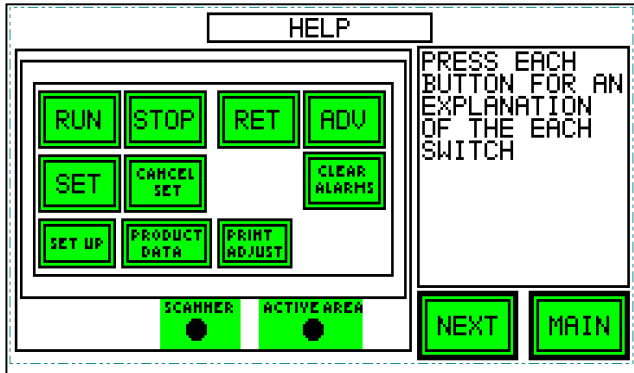 HELP
PRESS EACH
BUTTON FOR AN
EXPLANATION
OF THE EACH
SWITCH
RUN
STOP
RET
ADV
SET
CANCEL
SET
CLEAR
ALARMS
SET UP
PRODUCT
DATA
PRINT
ADJUST
SCANNER
ACTIVE AREA
NEXT
MAIN